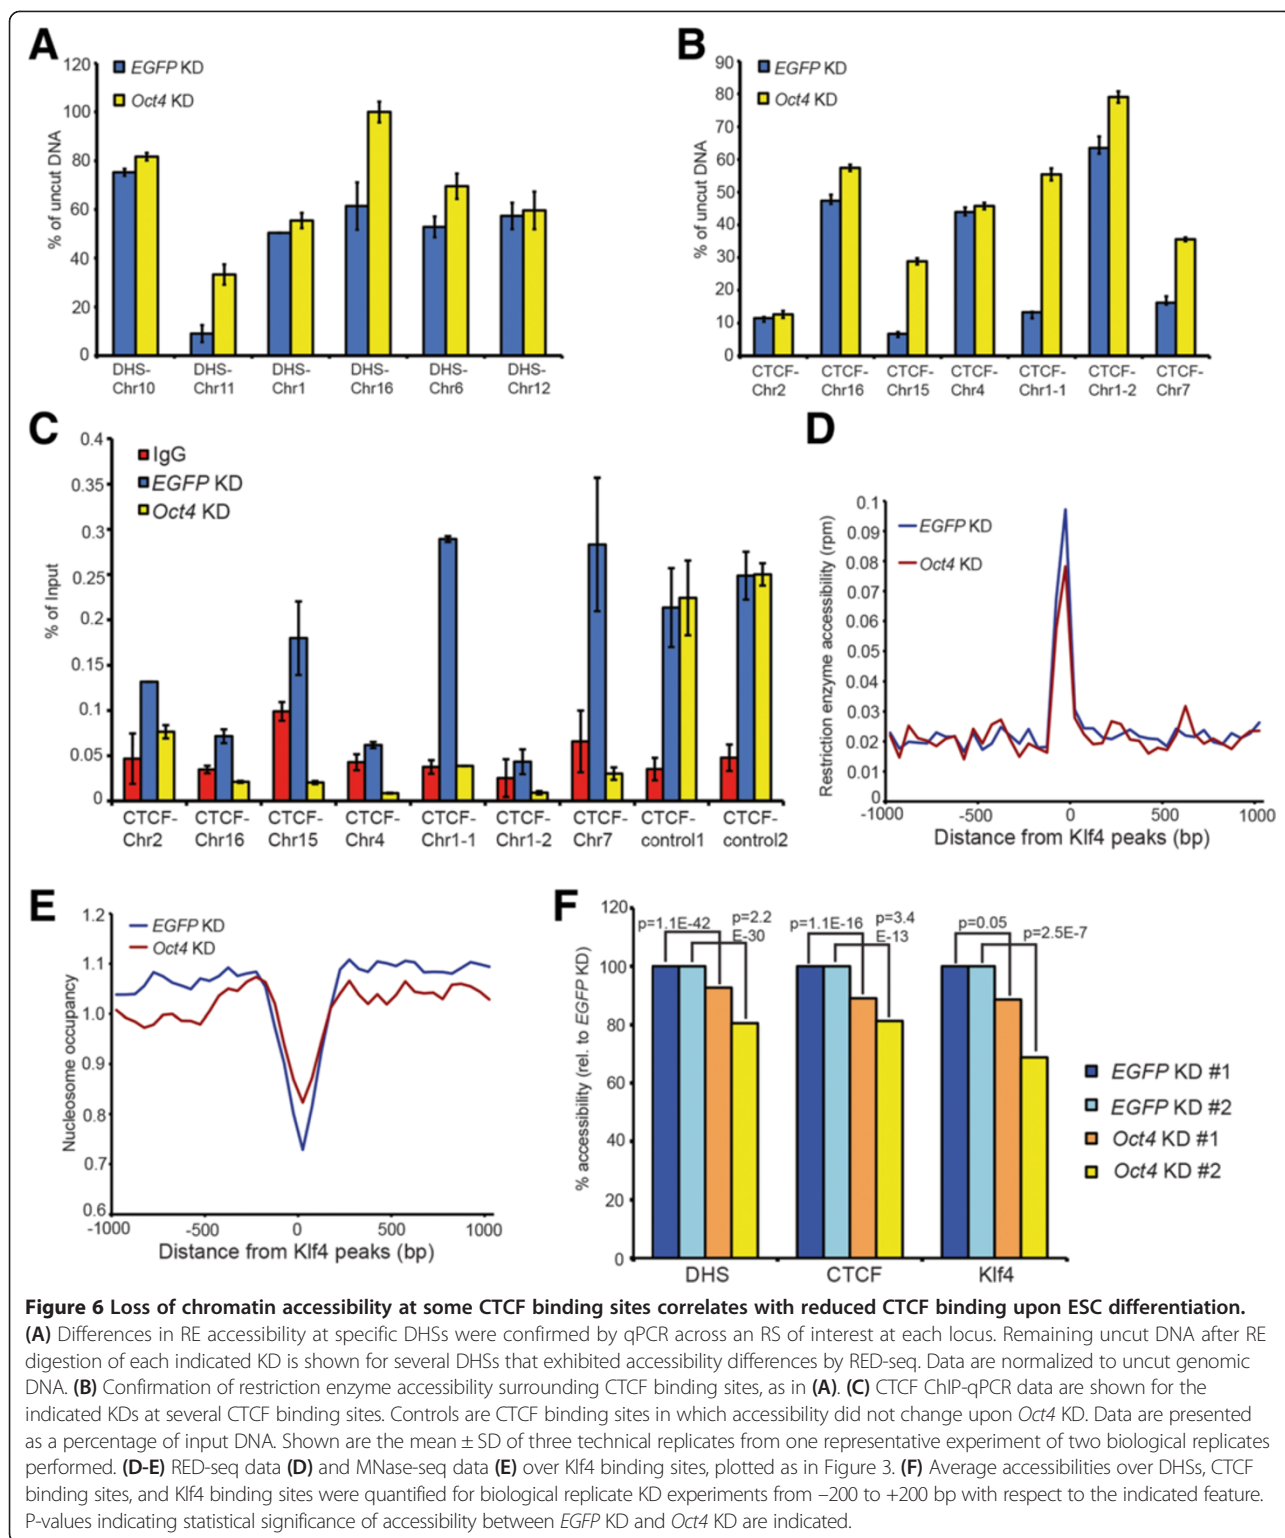 A
120
100
80
60
40
20
0
% of uncut DNA
EGFP KD
Oct4 KD
DHS-
Chr10
DHS-
Chr11
DHS-
Chr1
DHS-
Chr16
DHS-
Chr6
DHS-
Chr12
B
90
80
70
60
50
40
30
20
10
0
% of uncut DNA
EGFP KD
Oct4 KD
CTCF-
Chr2
CTCF-
Chr16
CTCF-
Chr15
CTCF-
Chr4
CTCF-
Chr1-1
CTCF-
Chr1-2
CTCF-
Chr7
C
0.4
0.35
0.3
0.25
0.2
0.15
0.1
0.05
0
% of Input
IgG
EGFP KD
Oct4 KD
CTCF-
Chr2
CTCF-
Chr16
CTCF-
Chr15
CTCF-
Chr4
CTCF-
Chr1-1
CTCF-
Chr1-2
CTCF-
Chr7
CTCF-
control1
CTCF-
control2
D
0.1
0.09
0.08
0.07
0.06
0.05
0.04
0.03
0.02
0.01
0
Restriction enzyme accessibility (rpm)
EGFP KD
Oct4 KD
-1000
-500
0
500
1000
Distance from Klf4 peaks (bp)
E
1.2
1.1
1.0
0.9
0.8
0.7
0.6
Nucleosome occupancy
EGFP KD
Oct4 KD
-1000
-500
0
500
1000
Distance from Klf4 peaks (bp)
F
120
100
80
60
40
20
0
% accessibility (rel. to EGFP KD)
p=1.1E-42
p=2.2
E-30
p=1.1E-16
p=3.4
E-13
p=0.05
p=2.5E-7
DHS
CTCF
Klf4
EGFP KD #1
EGFP KD #2
Oct4 KD #1
Oct4 KD #2
Figure 6 Loss of chromatin accessibility at some CTCF binding sites correlates with reduced CTCF binding upon ESC differentiation.
(A) Differences in RE accessibility at specific DHSs were confirmed by qPCR across an RS of interest at each locus. Remaining uncut DNA after RE
digestion of each indicated KD is shown for several DHSs that exhibited accessibility differences by RED-seq. Data are normalized to uncut genomic
DNA. (B) Confirmation of restriction enzyme accessibility surrounding CTCF binding sites, as in (A). (C) CTCF ChIP-qPCR data are shown for the
indicated KDs at several CTCF binding sites. Controls are CTCF binding sites in which accessibility did not change upon Oct4 KD. Data are presented
as a percentage of input DNA. Shown are the mean ± SD of three technical replicates from one representative experiment of two biological replicates
performed. (D-E) RED-seq data (D) and MNase-seq data (E) over Klf4 binding sites, plotted as in Figure 3. (F) Average accessibilities over DHSs, CTCF
binding sites, and Klf4 binding sites were quantified for biological replicate KD experiments from −200 to +200 bp with respect to the indicated feature.
P-values indicating statistical significance of accessibility between EGFP KD and Oct4 KD are indicated.